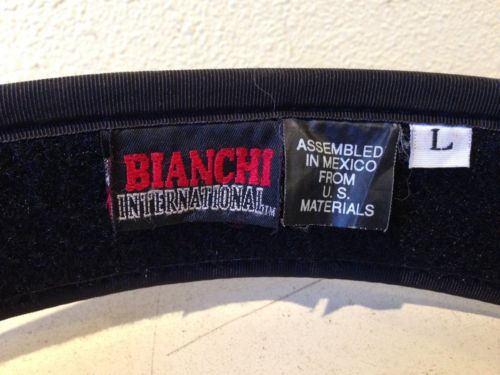 BIANCHI
INTERNATIONAL™
ASSEMBLED
IN MEXICO
FROM
U. S.
MATERIALS
L